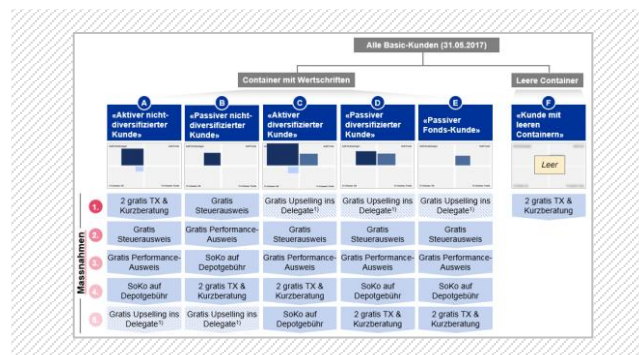 Alle Basic-Kunden (31.05.2017)
Container mit Wertschriften
Leere Container
A
B
C
D
E
F
«Aktiver nicht-
diversifizierter
Kunde»
«Passiver nicht-
diversifizierter
Kunde»
«Aktiver
diversifizierter
Kunde»
«Passiver
diversifizierter
Kunde»
«Passiver
Fonds-Kunde»
«Kunde mit
leeren
Containern»
Leer
Massnahmen
1.
2 gratis TX &
Kurzberatung
Gratis
Steuerausweis
Gratis Upselling ins
Delegate1)
Gratis Upselling ins
Delegate1)
Gratis Upselling ins
Delegate1)
2 gratis TX &
Kurzberatung
2.
Gratis
Steuerausweis
Gratis Performance-
Ausweis
Gratis
Steuerausweis
Gratis
Steuerausweis
Gratis
Steuerausweis
3.
Gratis Performance-
Ausweis
SoKo auf
Depotgebühr
Gratis Performance-
Ausweis
Gratis Performance-
Ausweis
Gratis Performance-
Ausweis
4.
SoKo auf
Depotgebühr
2 gratis TX &
Kurzberatung
2 gratis TX &
Kurzberatung
SoKo auf
Depotgebühr
SoKo auf
Depotgebühr
5.
Gratis Upselling ins
Delegate1)
Gratis Upselling ins
Delegate1)
SoKo auf
Depotgebühr
2 gratis TX &
Kurzberatung
2 gratis TX &
Kurzberatung